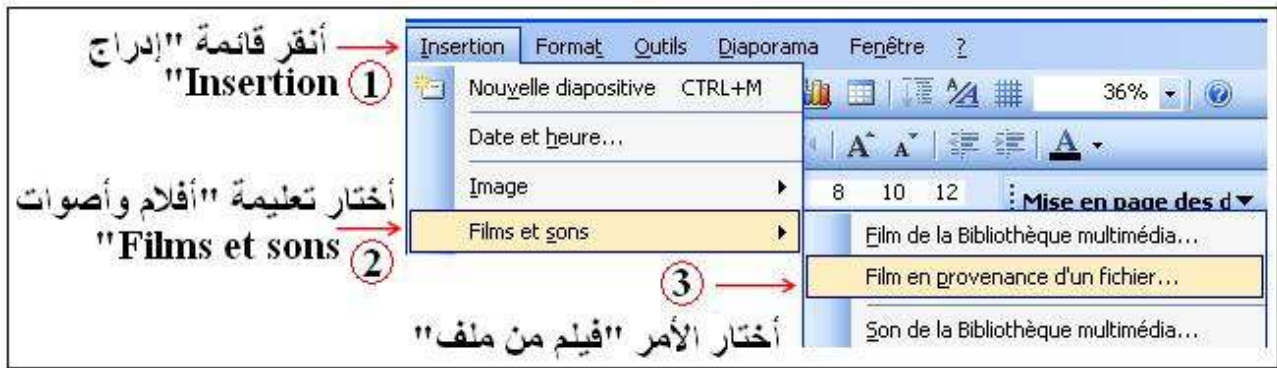 أنقر قائمة "إدراج
Insertion" ①
Insertion Format Outils Diaporama Fenêtre ?
Nouvelle diapositive CTRL+M
36%
Date et heure...
A A A
Image
8 10 12
Mise en page des d
أختار تعليمة "أفلام وأصوات
Films et sons" ②
Films et sons
Film de la Bibliothèque multimédia...
Film en provenance d'un fichier...
③
Son de la Bibliothèque multimédia...
أختار الأمر "فيلم من ملف"